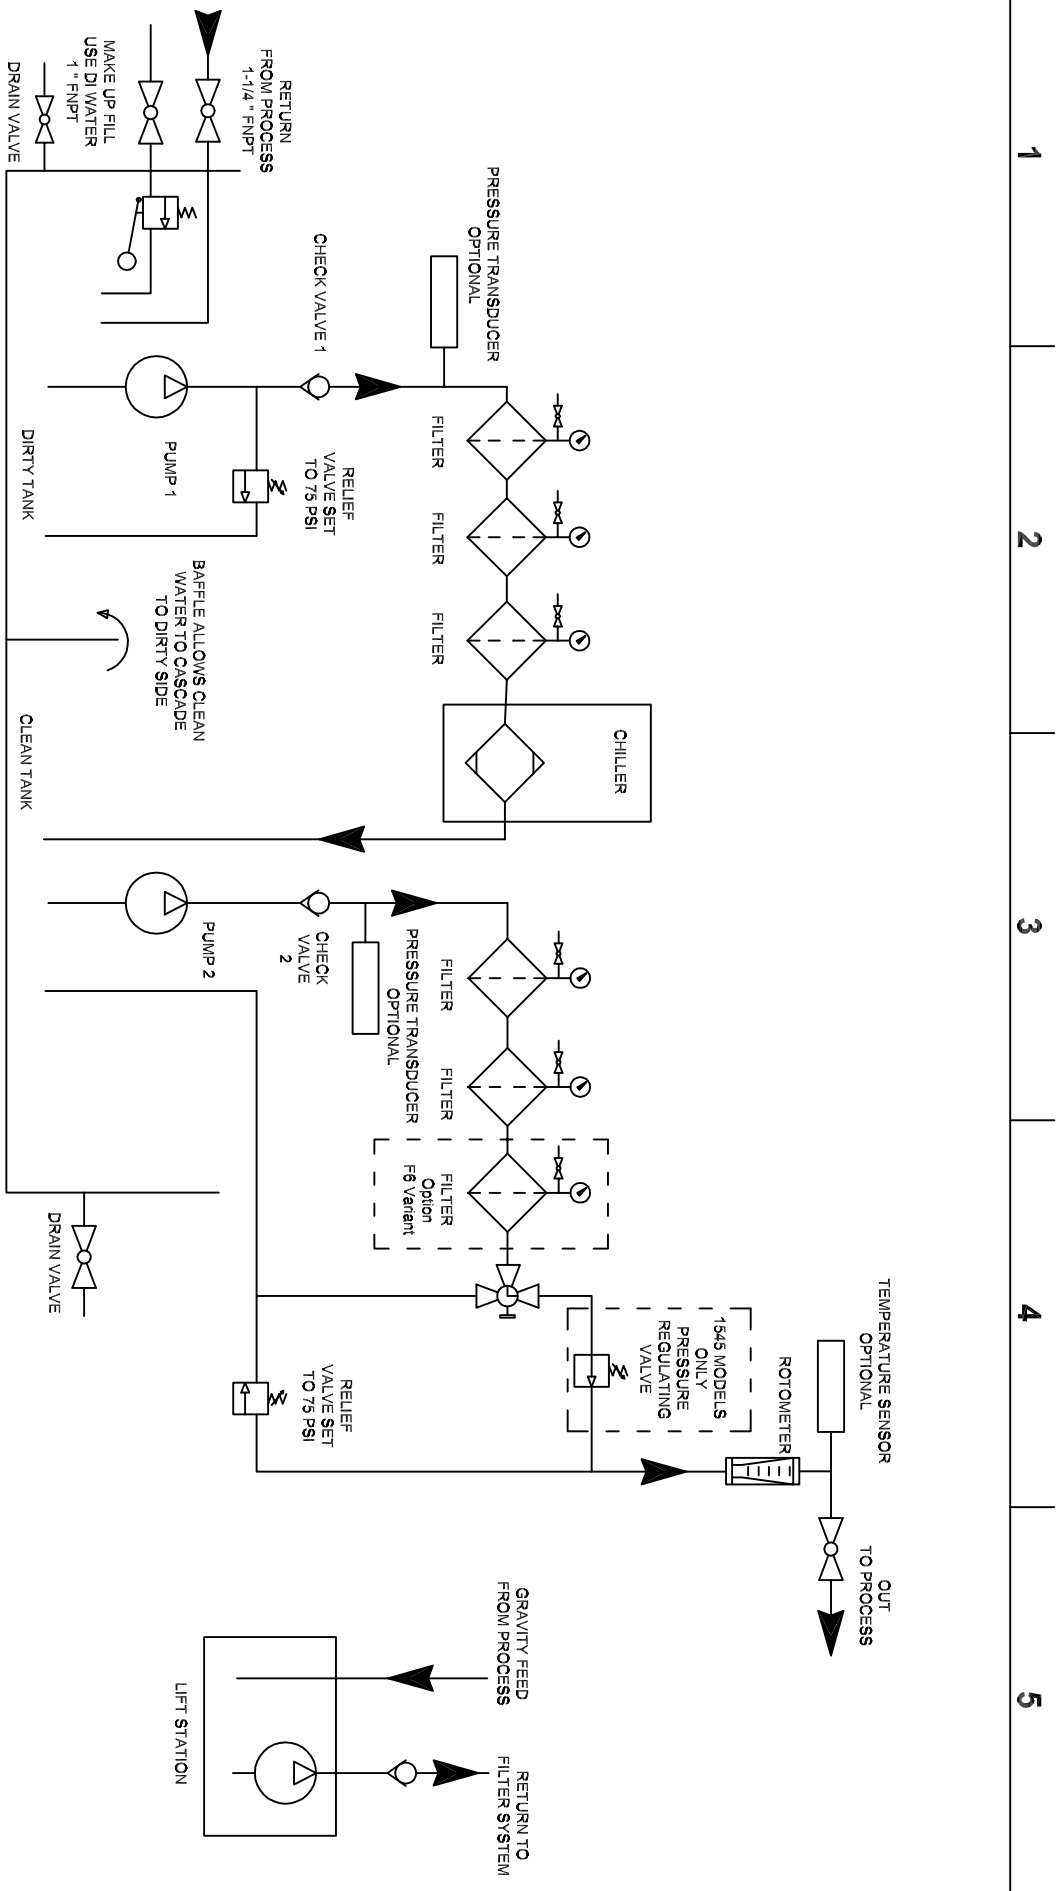 1
2
3
4
5
RETURN
FROM PROCESS
1-1/4 " FNPT
MAKE UP FILL
USE DI WATER
1 " FNPT
DRAIN VALVE
PRESSURE TRANSDUCER
OPTIONAL
CHECK VALVE 1
PUMP 1
RELIEF
VALVE SET
TO 75 PSI
DIRTY TANK
FILTER
FILTER
FILTER
BAFFLE ALLOWS CLEAN
WATER TO CASCADE
TO DIRTY SIDE
CHILLER
CLEAN TANK
PUMP 2
CHECK
VALVE
2
PRESSURE TRANSDUCER
OPTIONAL
FILTER
FILTER
FILTER
Option
F6 Variant
DRAIN VALVE
1545 MODELS
ONLY
PRESSURE
REGULATING
VALVE
RELIEF
VALVE SET
TO 75 PSI
TEMPERATURE SENSOR
OPTIONAL
ROTOMETER
OUT
TO PROCESS
GRAVITY FEED
FROM PROCESS
RETURN TO
FILTER SYSTEM
LIFT STATION